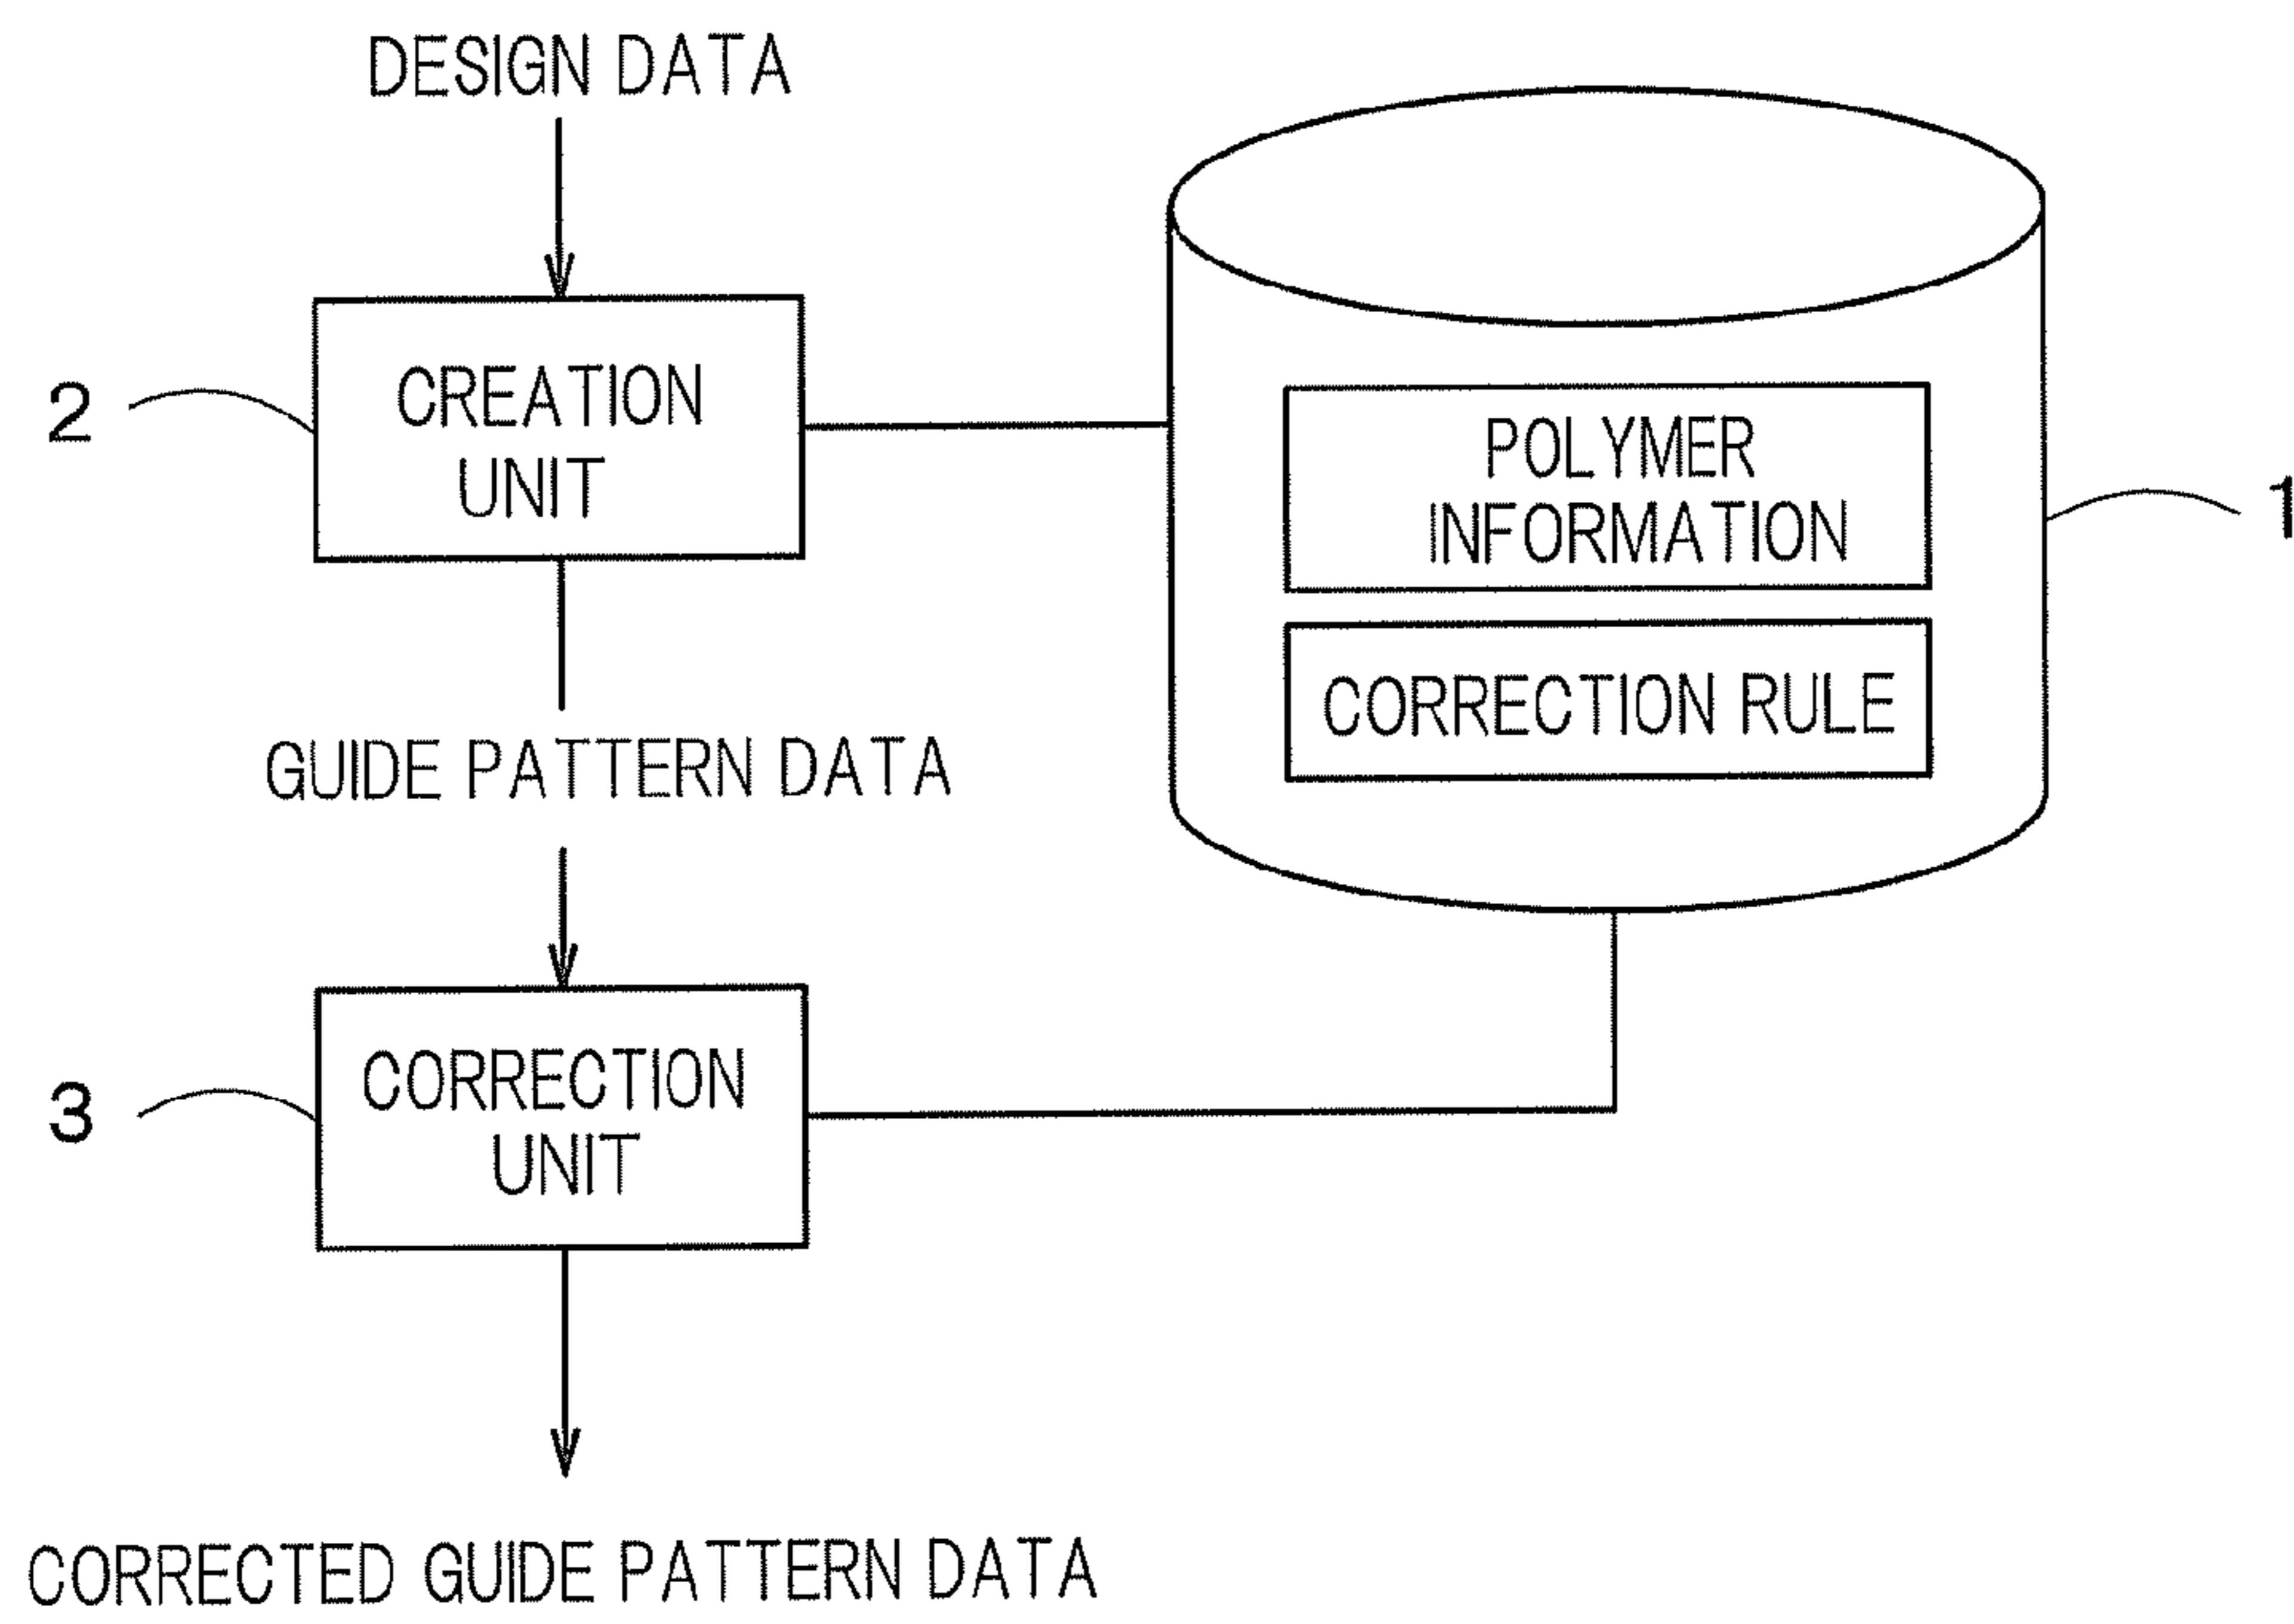 DESIGN DATA
2
CREATION
UNIT
POLYMER
INFORMATION
1
CORRECTION RULE
GUIDE PATTERN DATA
3
CORRECTION
UNIT
CORRECTED GUIDE PATTERN DATA